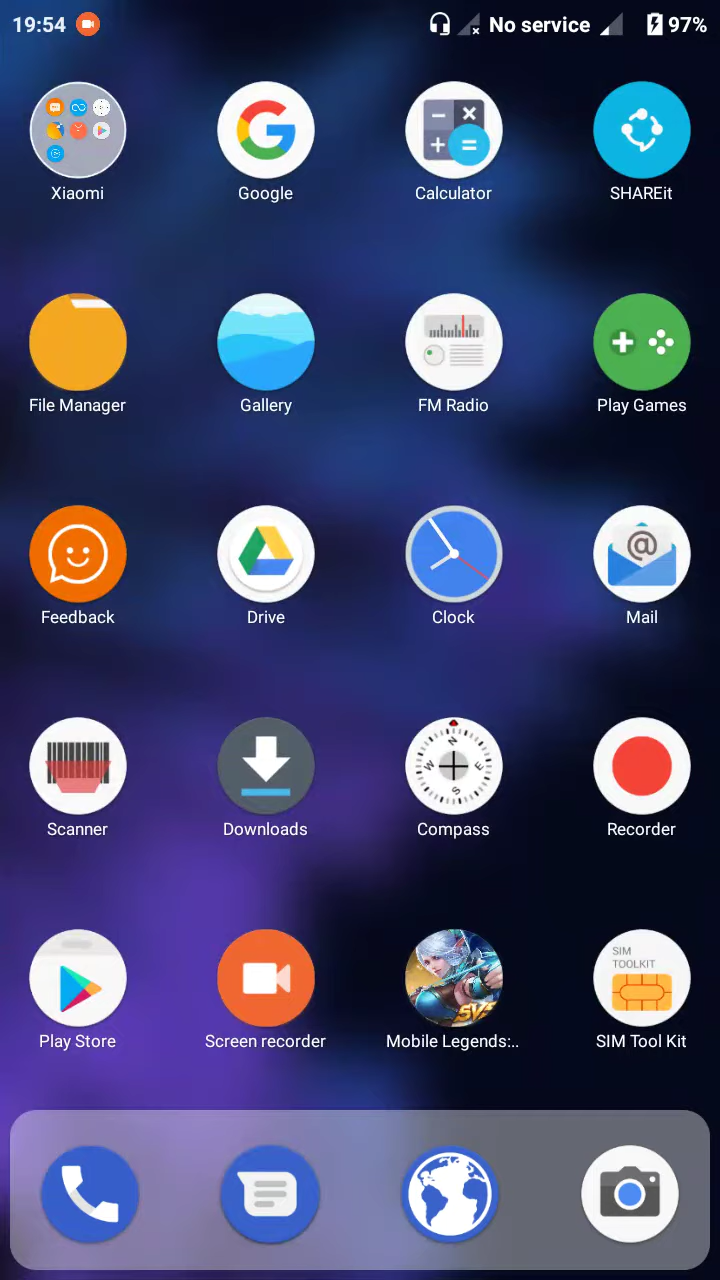 19:54 No service 97%
Xiaomi Google Calculator SHAREit
File Manager Gallery FM Radio Play Games
Feedback Drive Clock Mail
Scanner Downloads Compass Recorder
SIM
TOOLKIT
Play Store Screen recorder Mobile Legends:.. SIM Tool Kit